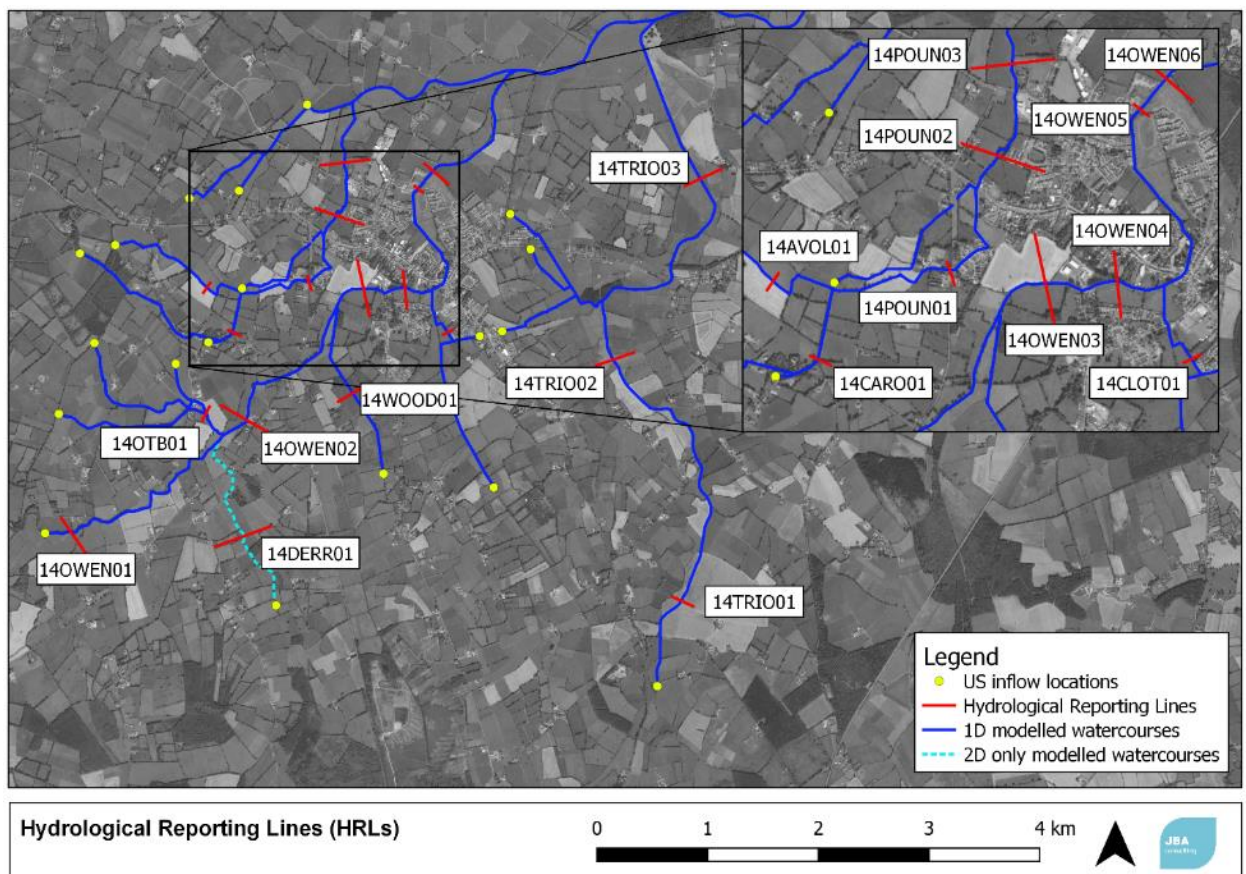 14POUN03
14OWEN06
14OWEN05
14POUN02
14TRIO03
14OWEN04
14AVOL01
14POUN01
14OWEN03
14TRIO02
14CARO01
14CLOT01
14WOOD01
14OTB01
14OWEN02
14DERR01
14OWEN01
14TRIO01
Legend
US inflow locations
Hydrological Reporting Lines
1D modelled watercourses
2D only modelled watercourses
Hydrological Reporting Lines (HRLs)
0 1 2 3 4 km
JBA
consulting